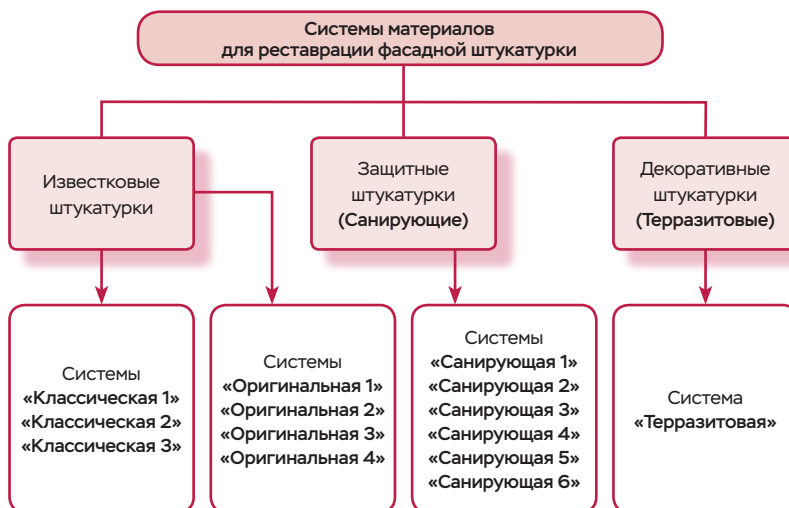 Системы материалов
для реставрации фасадной штукатурки
Известковые
штукатурки
Защитные
штукатурки
(Санирующие)
Декоративные
штукатурки
(Терразитовые)
Системы
«Классическая 1»
«Классическая 2»
«Классическая 3»
Системы
«Оригинальная 1»
«Оригинальная 2»
«Оригинальная 3»
«Оригинальная 4»
Системы
«Санирующая 1»
«Санирующая 2»
«Санирующая 3»
«Санирующая 4»
«Санирующая 5»
«Санирующая 6»
Система
«Терразитовая»